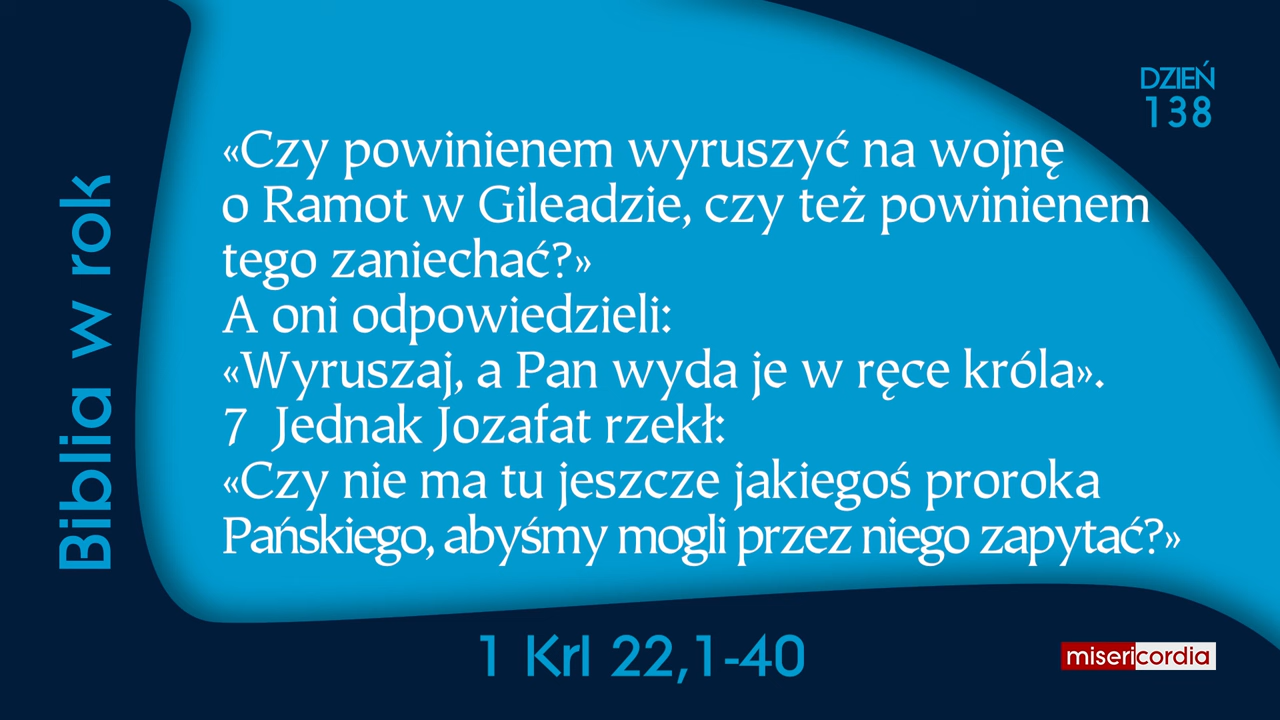 DZIEŃ
138
«Czy powinienem wyruszyć na wojnę
o Ramot w Gileadzie, czy też powinienem
tego zaniechać?»
A oni odpowiedzieli:
«Wyruszaj, a Pan wyda je w ręce króla».
7 Jednak Jozafat rzekł:
«Czy nie ma tu jeszcze jakiegoś proroka
Pańskiego, abyśmy mogli przez niego zapytać?»
Biblia w rok
1 Krl 22,1-40
misericordia